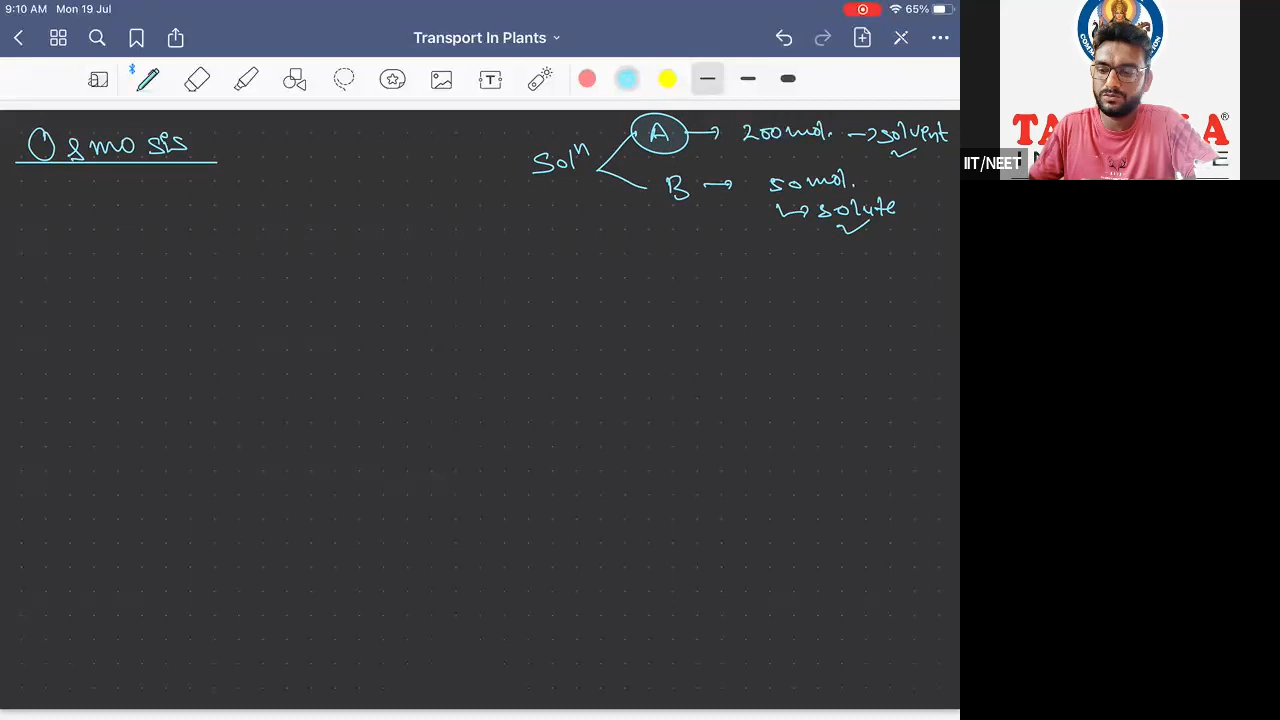 9:10 AM Mon 19 Jul
65%
Transport In Plants
T
Osmosis
Solⁿ
A → 200 mol. → solvent
B → 50 mol.
↳ solute
IIT/NEET